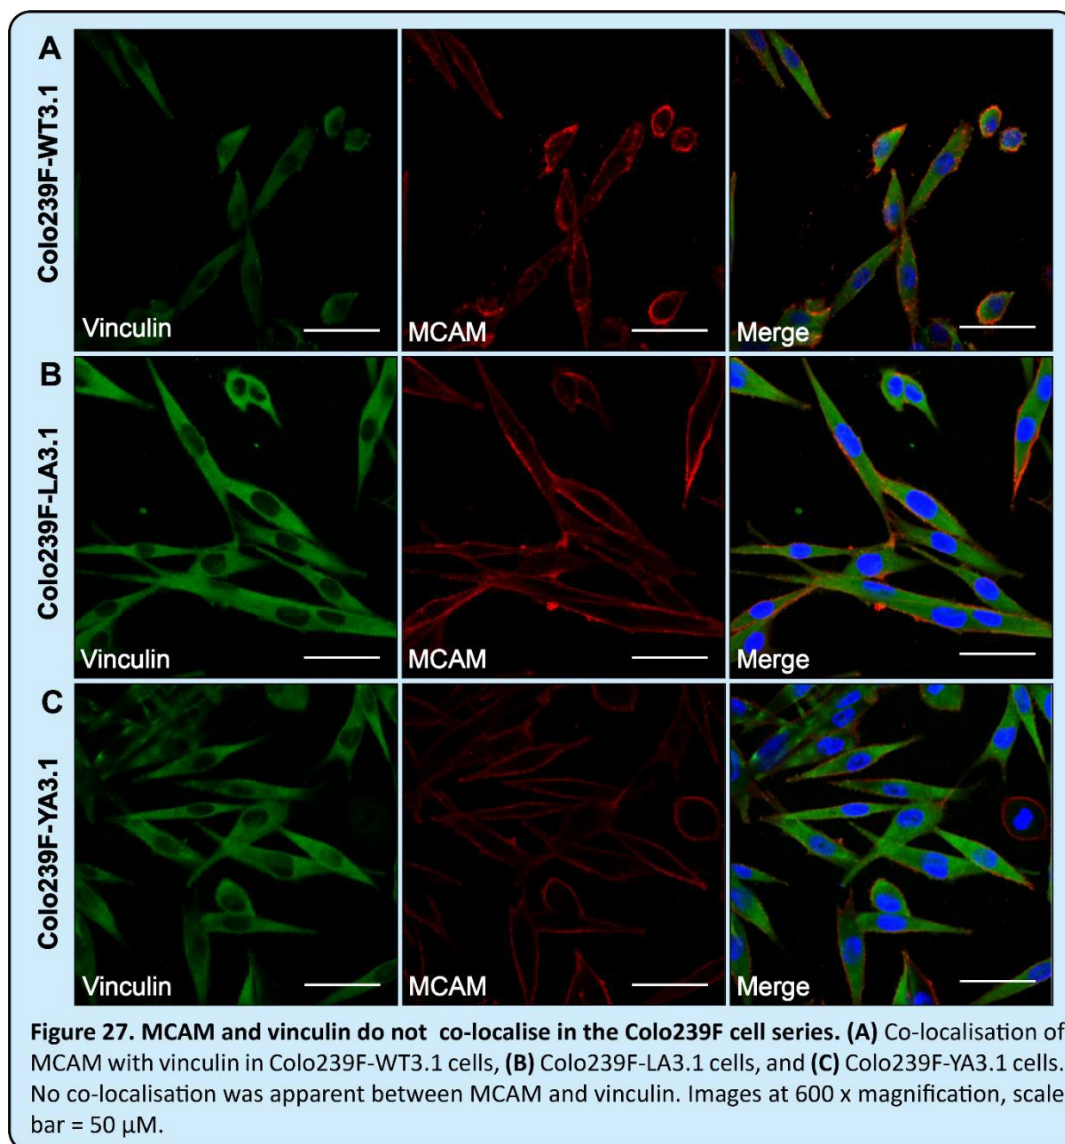 A
Colo239F-WT3.1
Vinculin
MCAM
Merge
B
Colo239F-LA3.1
Vinculin
MCAM
Merge
C
Colo239F-YA3.1
Vinculin
MCAM
Merge
Figure 27. MCAM and vinculin do not  co-localise in the Colo239F cell series. (A) Co-localisation of
MCAM with vinculin in Colo239F-WT3.1 cells, (B) Colo239F-LA3.1 cells, and (C) Colo239F-YA3.1 cells.
No co-localisation was apparent between MCAM and vinculin. Images at 600 x magnification, scale
bar = 50 µM.